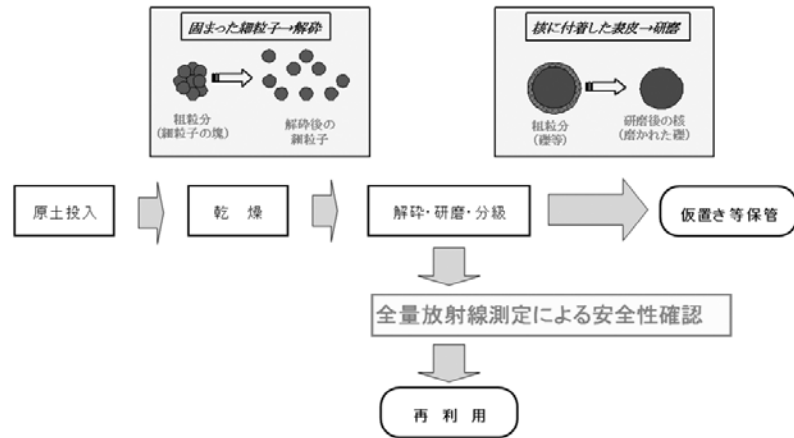 固まった細粒子→解砕
粗粒分
(細粒子の塊)
解砕後の
細粒子
核に付着した表皮→研磨
粗粒分
(礫等)
研磨後の核
(磨かれた礫)
原土投入
乾 燥
解砕・研磨・分級
仮置き等保管
全量放射線測定による安全性確認
再 利 用